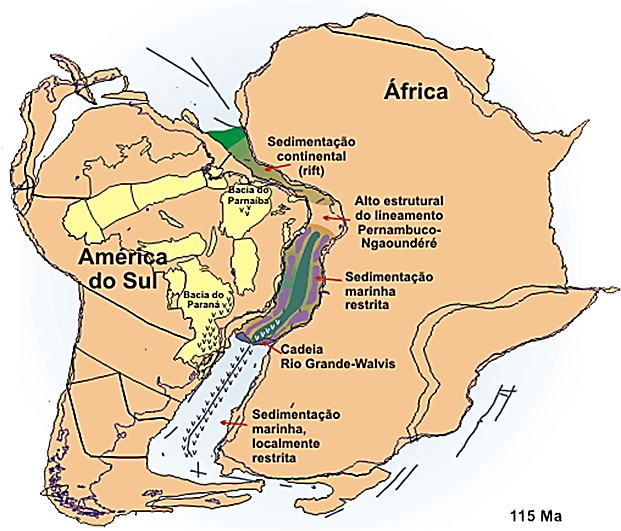 África
Sedimentação
continental
(rift)
Bacia do
Parnaíba
Alto estrutural
do lineamento
Pernambuco-
Ngaoundéré
América
do Sul
Sedimentação
marinha
restrita
Bacia do
Paraná
Cadeia
Rio Grande-Walvis
Sedimentação
marinha,
localmente
restrita
115 Ma